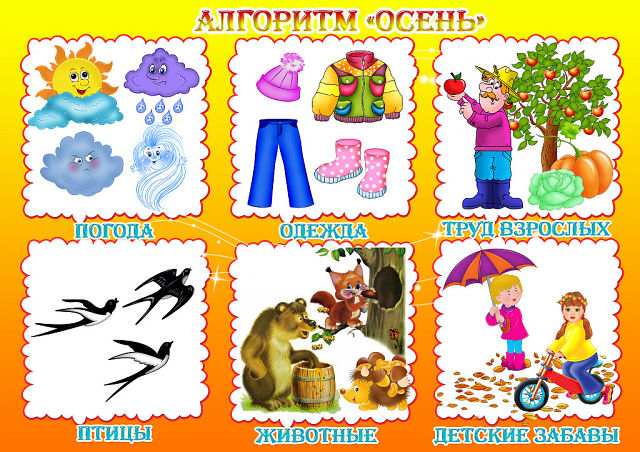 АЛГОРИТМ «ОСЕНЬ»
ПОГОДА
ОДЕЖДА
ТРУД ВЗРОСЛЫХ
ПТИЦЫ
ЖИВОТНЫЕ
ДЕТСКИЕ ЗАБАВЫ